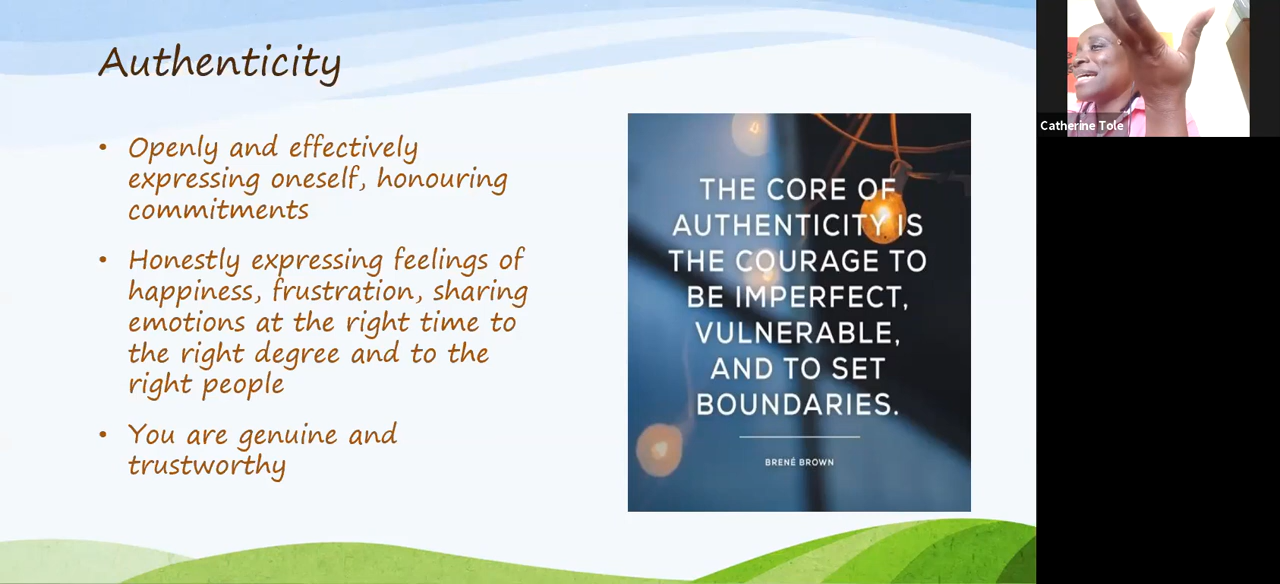 Authenticity
• Openly and effectively
expressing oneself, honouring
commitments
• Honestly expressing feelings of
happiness, frustration, sharing
emotions at the right time to
the right degree and to the
right people
• You are genuine and
trustworthy
THE CORE OF
AUTHENTICITY IS
THE COURAGE TO
BE IMPERFECT,
VULNERABLE,
AND TO SET
BOUNDARIES.
BRENÉ BROWN
Catherine Tole